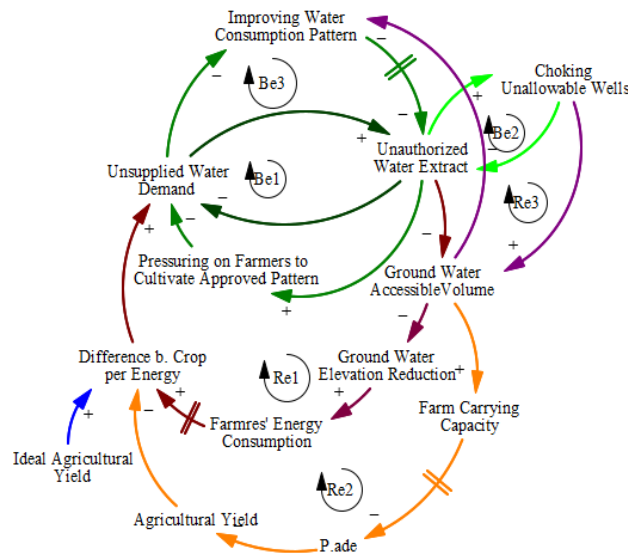 Improving Water
Consumption Pattern
−
−
−
+
Choking
Unallowable Wells
Be3
Be2
−
+
Unauthorized
Water Extract
Unsupplied Water
Demand
−
Be1
Re3
+
−
−
+
Pressuring on Farmers to
Cultivate Approved Pattern
+
Ground Water
AccessibleVolume
−
Difference b. Crop
per Energy
+
−
+
Re1
Ground Water
Elevation Reduction
+
+
Farmres' Energy
Consumption
Farm Carrying
Capacity
Ideal Agricultural
Yield
Re2
−
Agricultural Yield
−
P.ade